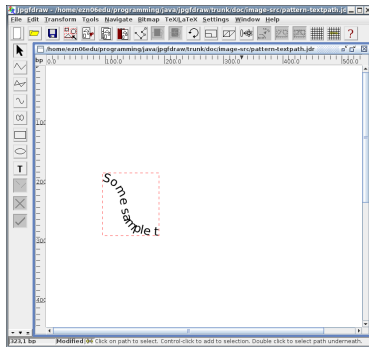 jpgfdraw - /home/ezn06edu/programming/java/jpgfdraw/trunk/doc/image-src/pattern-textpath.jd
File Edit Transform Tools Navigate Bitmap TeX/LaTeX Settings Window Help
/home/ezn06edu/programming/java/jpgfdraw/trunk/doc/image-src/pattern-textpath.jdr
bp 0.0 100.0 200.0 300.0 400.0 500.0
100
200
300
400
T
Some sample t
323,1 bp Modified Click on path to select. Control-click to add to selection. Double click to select path underneath.